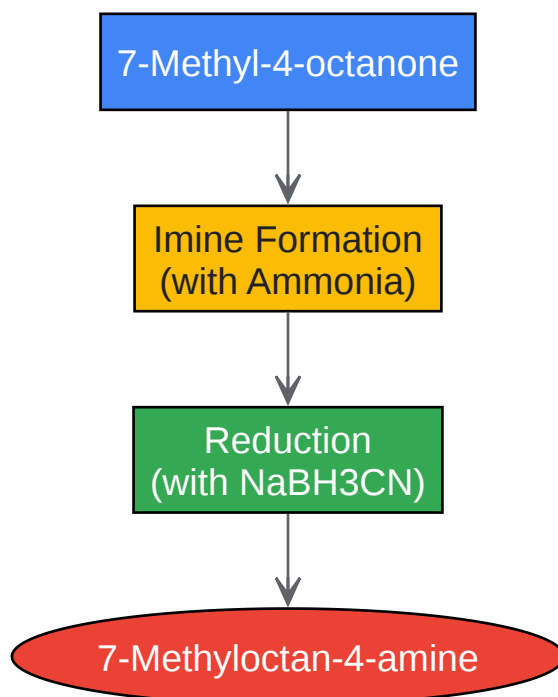 7-Methyl-4-octanone
Imine Formation
(with Ammonia)
Reduction
(with NaBH3CN)
7-Methyloctan-4-amine